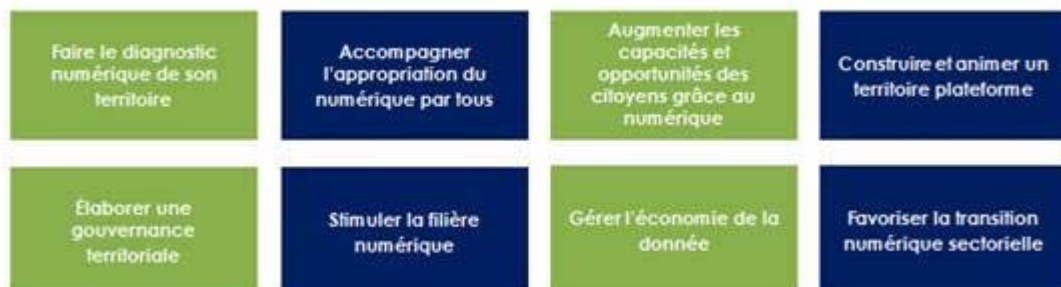 Faire le diagnostic
numérique de son
territoire
Accompagner
l'appropriation du
numérique par tous
Augmenter les
capacités et
opportunités des
citoyens grâce au
numérique
Construire et animer un
territoire plateforme
Élaborer une
gouvernance
territoriale
Stimuler la filière
numérique
Gérer l'économie de la
donnée
Favoriser la transition
numérique sectorielle